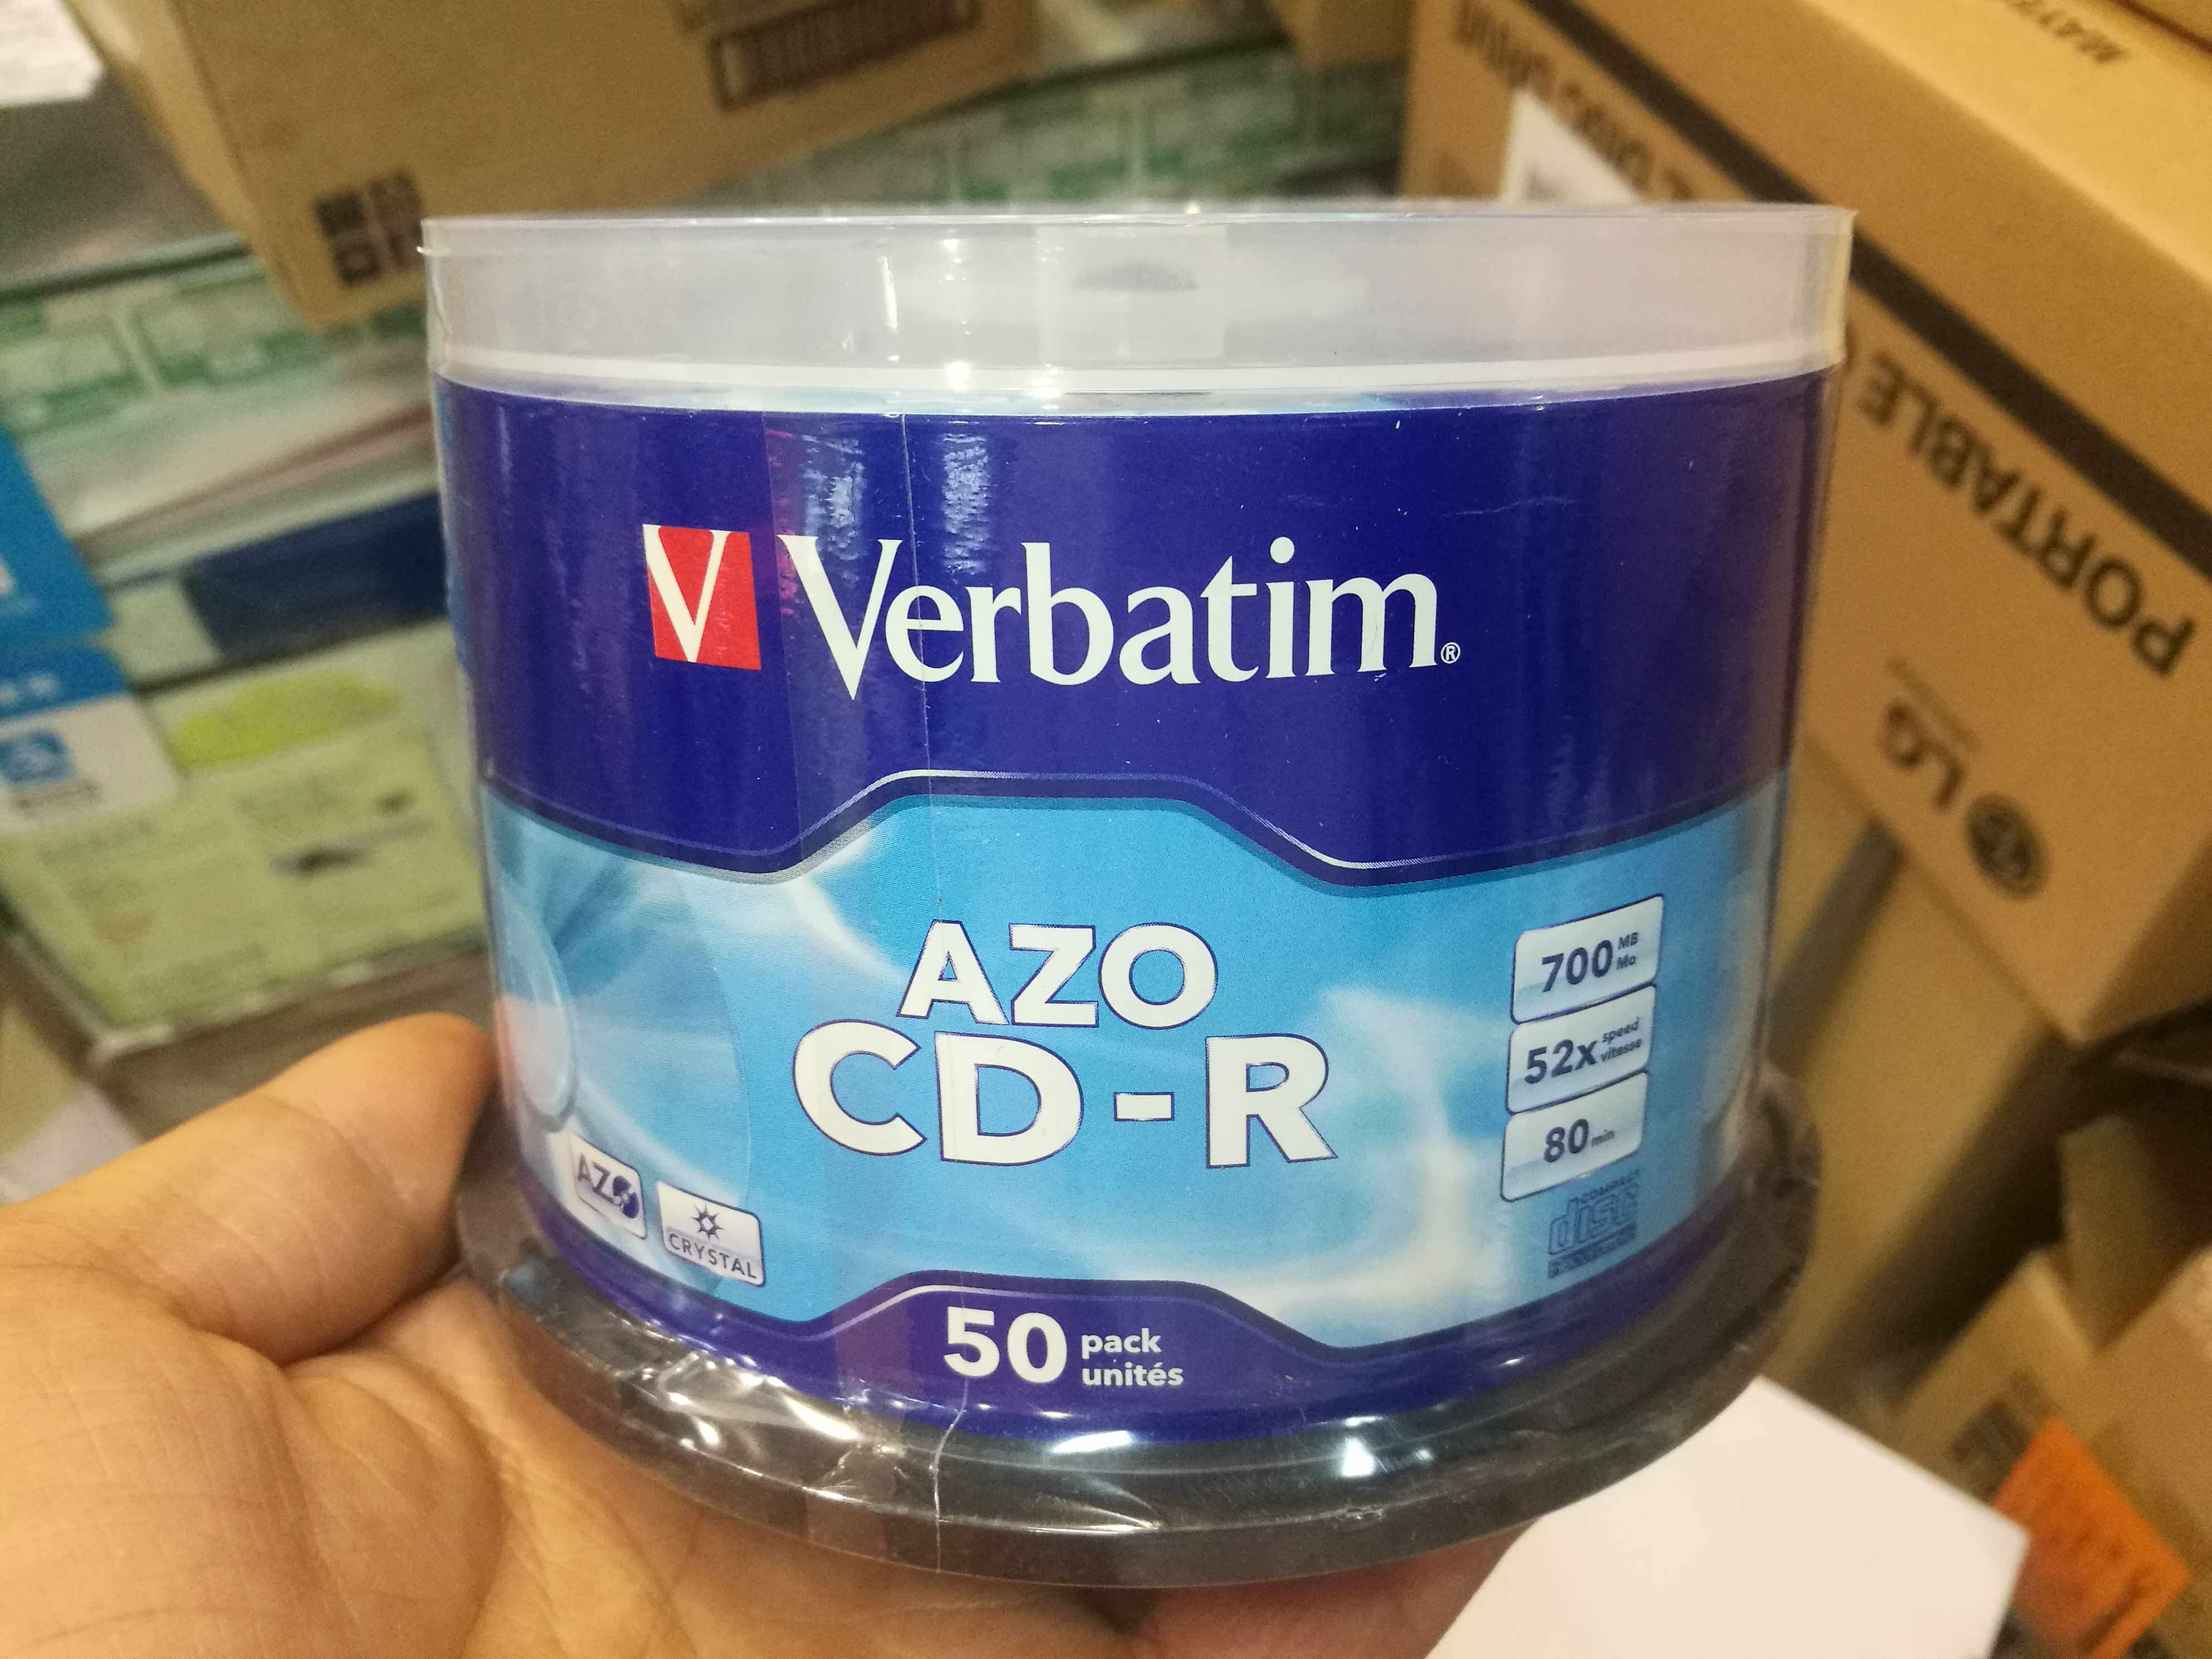 V Verbatim®
AZO
CD-R
700 MB
Mo
52x speed
vitesse
80 min
COMPACT
disc
AZO
CRYSTAL
50 pack
unités
PORTABLE
LG